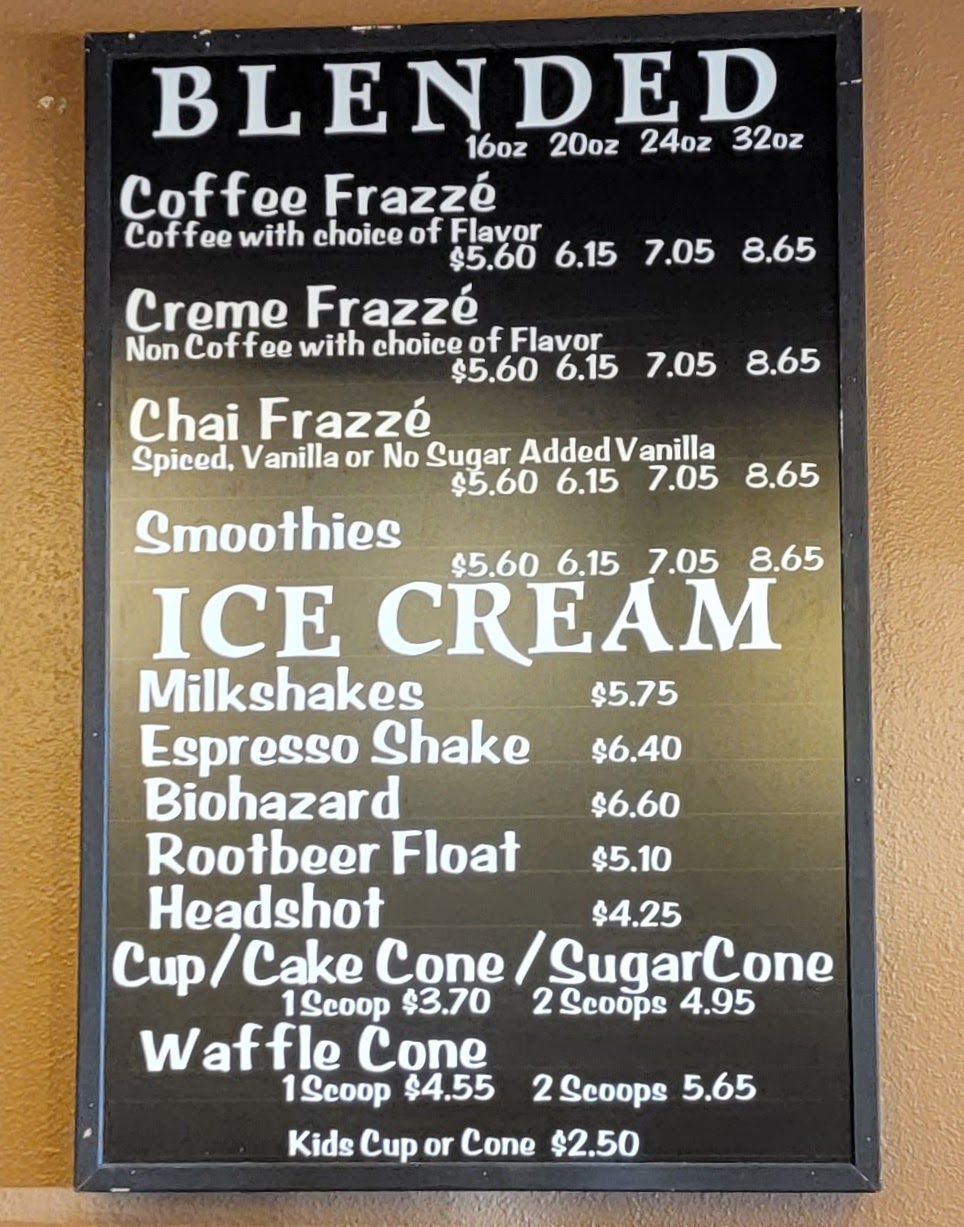 BLENDED
16oz 20oz 24oz 32oz
Coffee Frazzé
Coffee with choice of Flavor
$5.60 6.15 7.05 8.65
Creme Frazzé
Non Coffee with choice of Flavor
$5.60 6.15 7.05 8.65
Chai Frazzé
Spiced, Vanilla or No Sugar Added Vanilla
$5.60 6.15 7.05 8.65
Smoothies
$5.60 6.15 7.05 8.65
ICE CREAM
Milkshakes $5.75
Espresso Shake $6.40
Biohazard $6.60
Rootbeer Float $5.10
Headshot $4.25
Cup/Cake Cone/SugarCone
1 Scoop $3.70 2 Scoops 4.95
Waffle Cone
1 Scoop $4.55 2 Scoops 5.65
Kids Cup or Cone $2.50